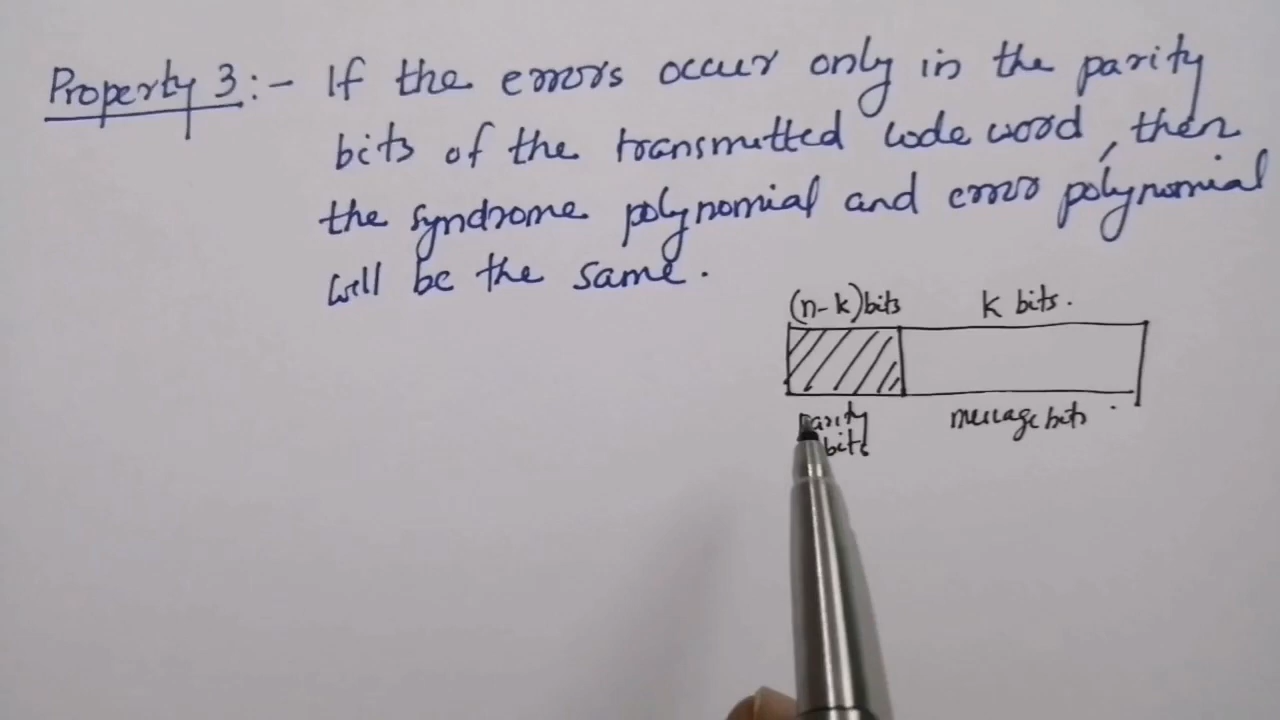 Property 3:- If the errors occur only in the parity
bits of the transmitted code word, then
the syndrome polynomial and error polynomial
will be the same.
(n-k)bits K bits.
parity message bits
bits